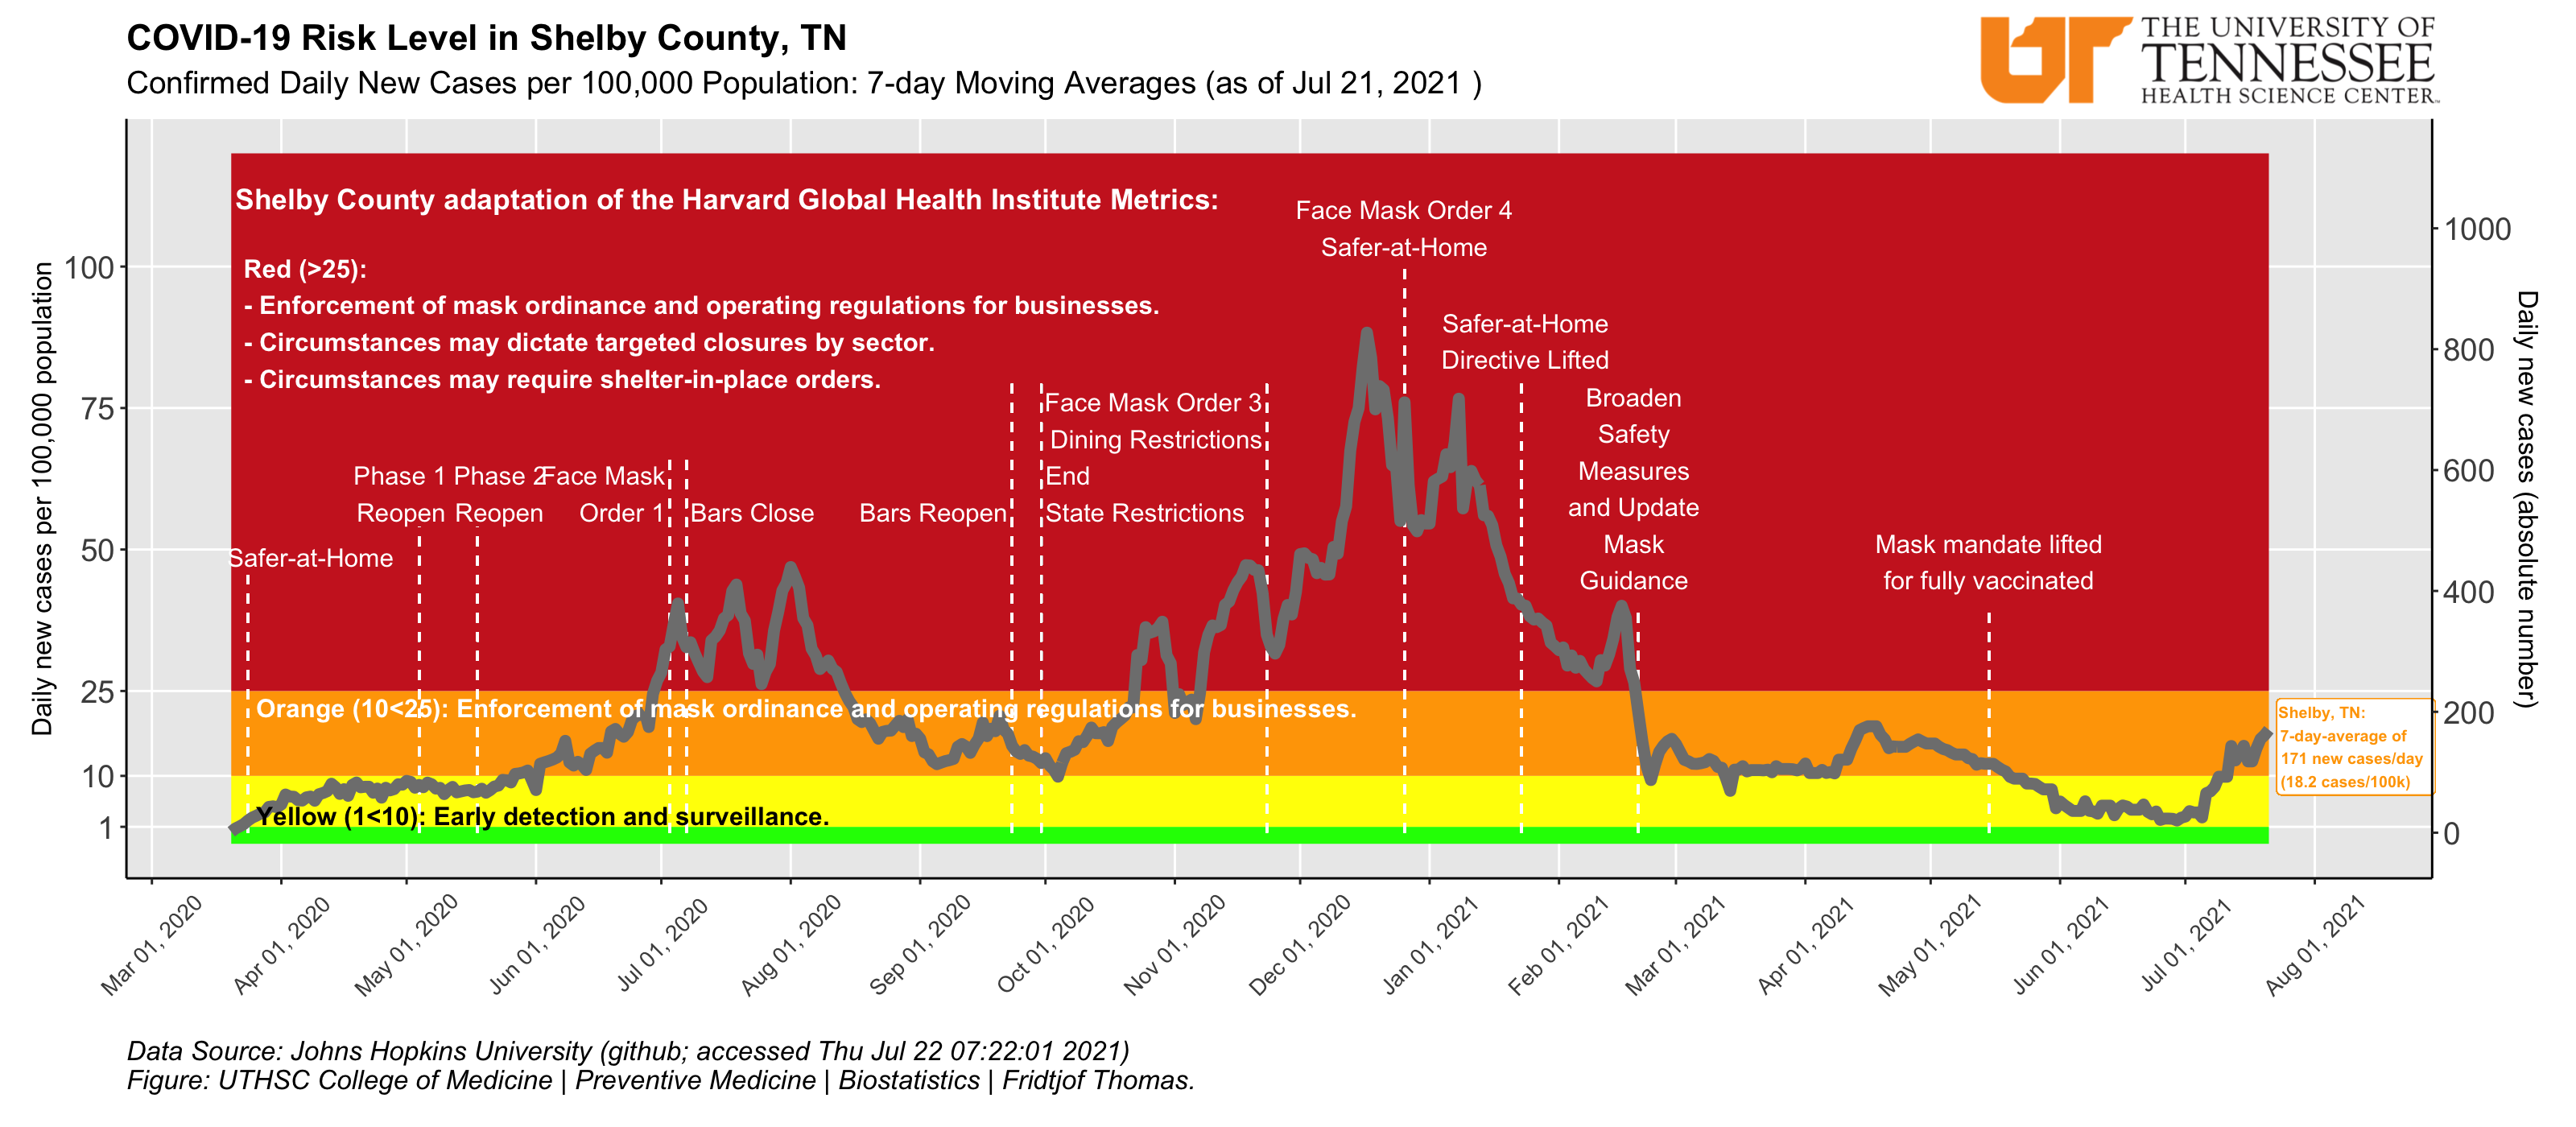 COVID-19 Risk Level in Shelby County, TN
Confirmed Daily New Cases per 100,000 Population: 7-day Moving Averages (as of Jul 21, 2021 )
UT
THE UNIVERSITY OF
TENNESSEE
HEALTH SCIENCE CENTER
Daily new cases per 100,000 population
100
75
50
25
10
1
Shelby County adaptation of the Harvard Global Health Institute Metrics:
Red (>25):
- Enforcement of mask ordinance and operating regulations for businesses.
- Circumstances may dictate targeted closures by sector.
- Circumstances may require shelter-in-place orders.
Safer-at-Home
Phase 1
Reopen
Phase 2
Reopen
Face Mask
Order 1
Bars Close
Bars Reopen
Face Mask Order 3
Dining Restrictions
End
State Restrictions
Face Mask Order 4
Safer-at-Home
Safer-at-Home
Directive Lifted
Broaden
Safety
Measures
and Update
Mask
Guidance
Mask mandate lifted
for fully vaccinated
Orange (10<25): Enforcement of mask ordinance and operating regulations for businesses.
Yellow (1<10): Early detection and surveillance.
Shelby, TN:
7-day-average of
171 new cases/day
(18.2 cases/100k)
1000
800
600
400
200
0
Daily new cases (absolute number)
Mar 01, 2020
Apr 01, 2020
May 01, 2020
Jun 01, 2020
Jul 01, 2020
Aug 01, 2020
Sep 01, 2020
Oct 01, 2020
Nov 01, 2020
Dec 01, 2020
Jan 01, 2021
Feb 01, 2021
Mar 01, 2021
Apr 01, 2021
May 01, 2021
Jun 01, 2021
Jul 01, 2021
Aug 01, 2021
Data Source: Johns Hopkins University (github; accessed Thu Jul 22 07:22:01 2021)
Figure: UTHSC College of Medicine | Preventive Medicine | Biostatistics | Fridtjof Thomas.